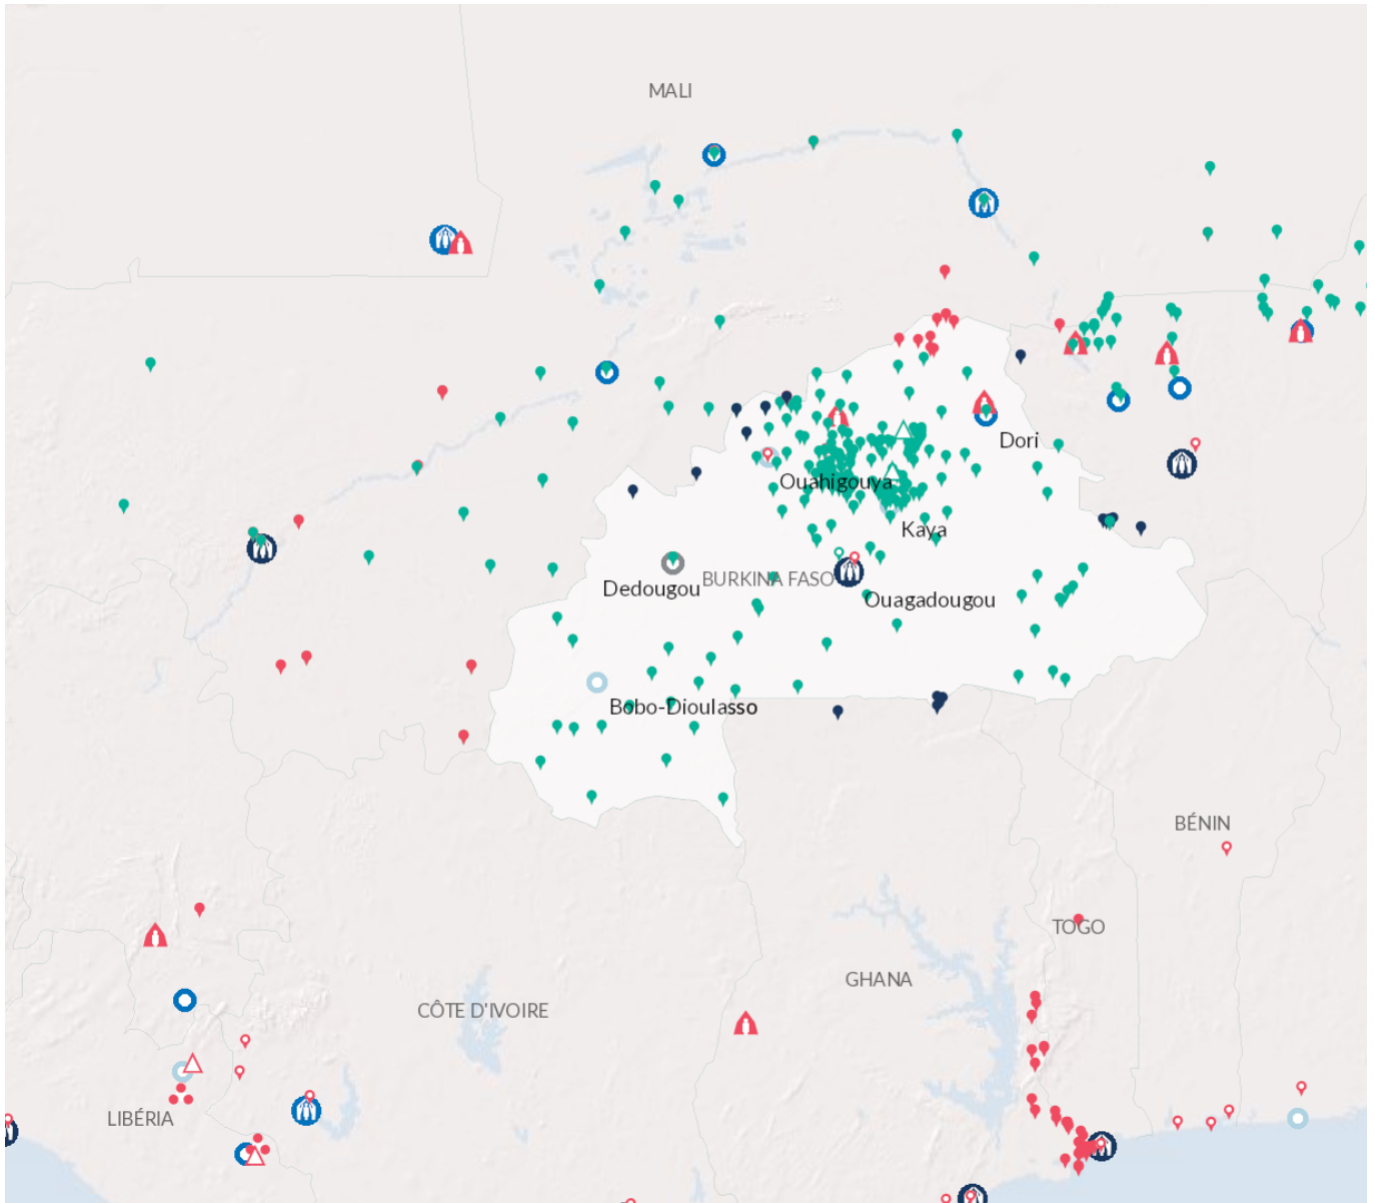 MALI
Dori
Ouahigouya
Kaya
BURKINA FASO
Dedougou
Ouagadougou
Bobo-Dioulasso
BÉNIN
TOGO
GHANA
CÔTE D'IVOIRE
LIBÉRIA